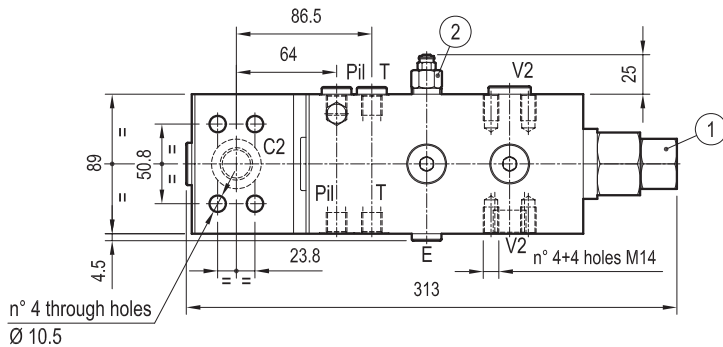 86.5
64
2
Pil T
V2
25
1
=
89
=
50.8
=
=
C2
Pil
T
4.5
23.8
= =
E
V2
n° 4+4 holes M14
313
n° 4 through holes
Ø 10.5